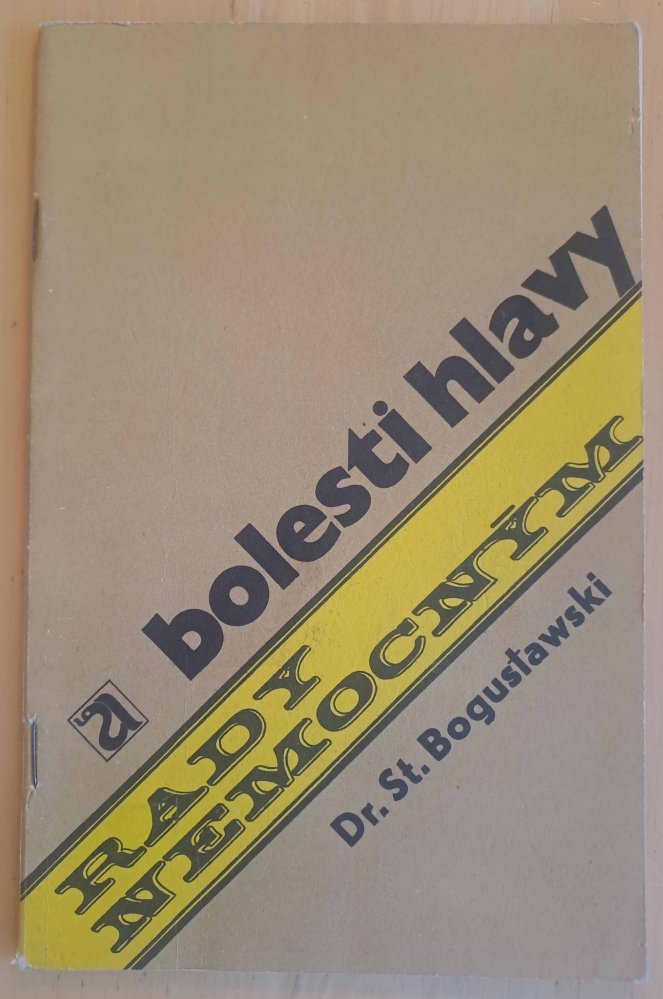 bolesti hlavy
RADY
NEMOCNÝM
Dr. St. Bogusławski
a